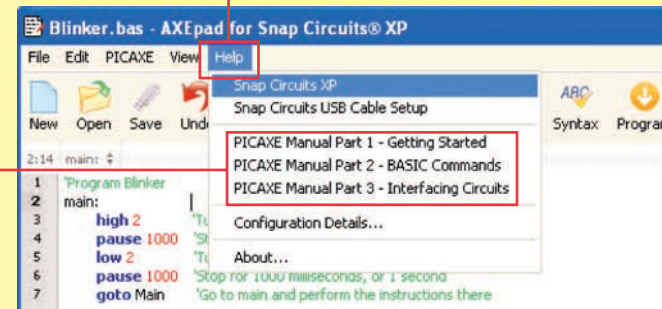 Blinker.bas - AXEpad for Snap Circuits® XP
File Edit PICAXE View Help
Snap Circuits XP
Snap Circuits USB Cable Setup
PICAXE Manual Part 1 - Getting Started
PICAXE Manual Part 2 - BASIC Commands
PICAXE Manual Part 3 - Interfacing Circuits
Configuration Details...
About...
New Open Save Syntax
2:14 main:
1 'Program Blinker
2 main:
3 high 2
4 pause 1000
5 low 2
6 pause 1000 'Stop for 1000 milliseconds, or 1 second
7 goto Main 'Go to main and perform the instructions there